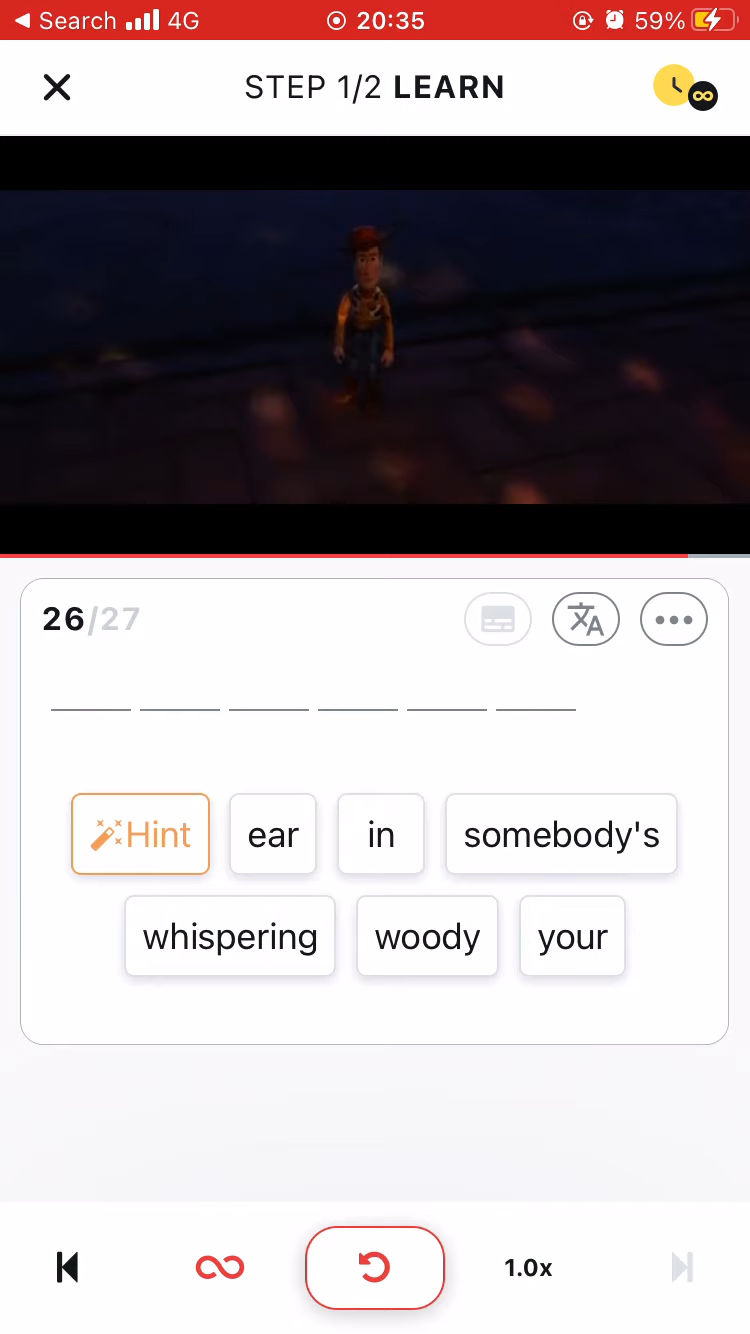 Search 4G 20:35 59%
STEP 1/2 LEARN
26/27
Hint ear in somebody's
whispering woody your
1.0x